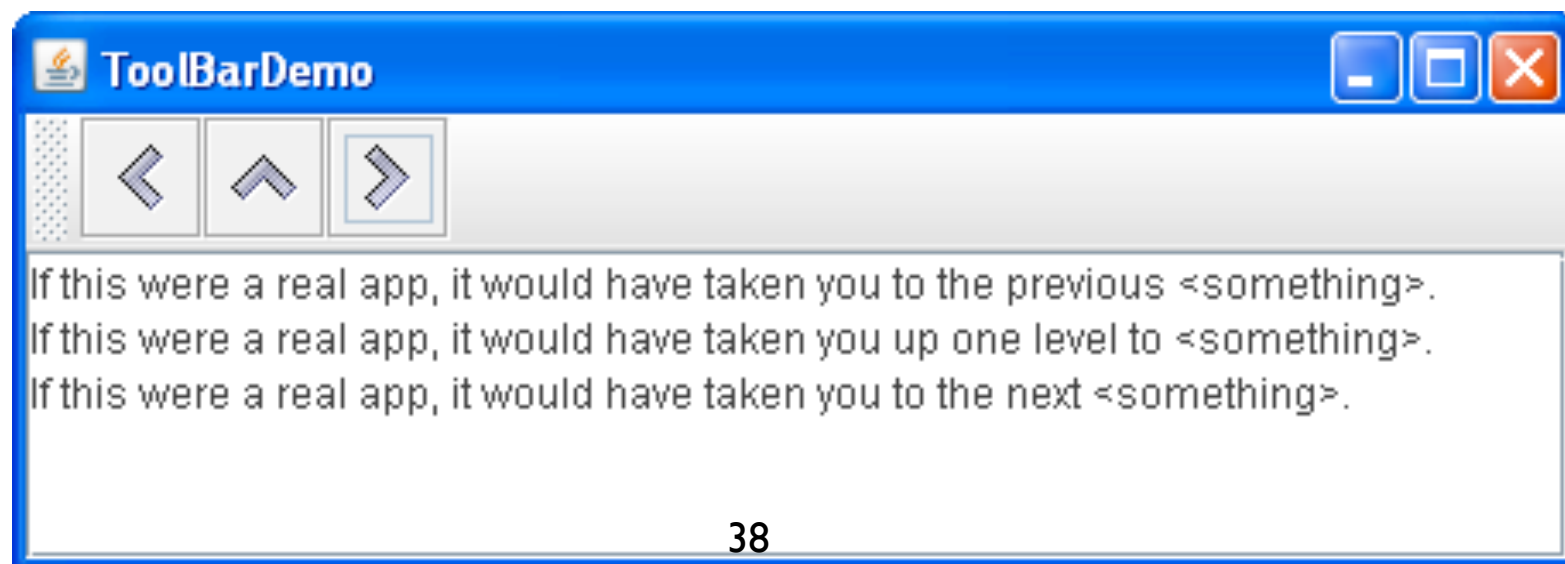 ToolBarDemo
If this were a real app, it would have taken you to the previous <something>.
If this were a real app, it would have taken you up one level to <something>.
If this were a real app, it would have taken you to the next <something>.
38